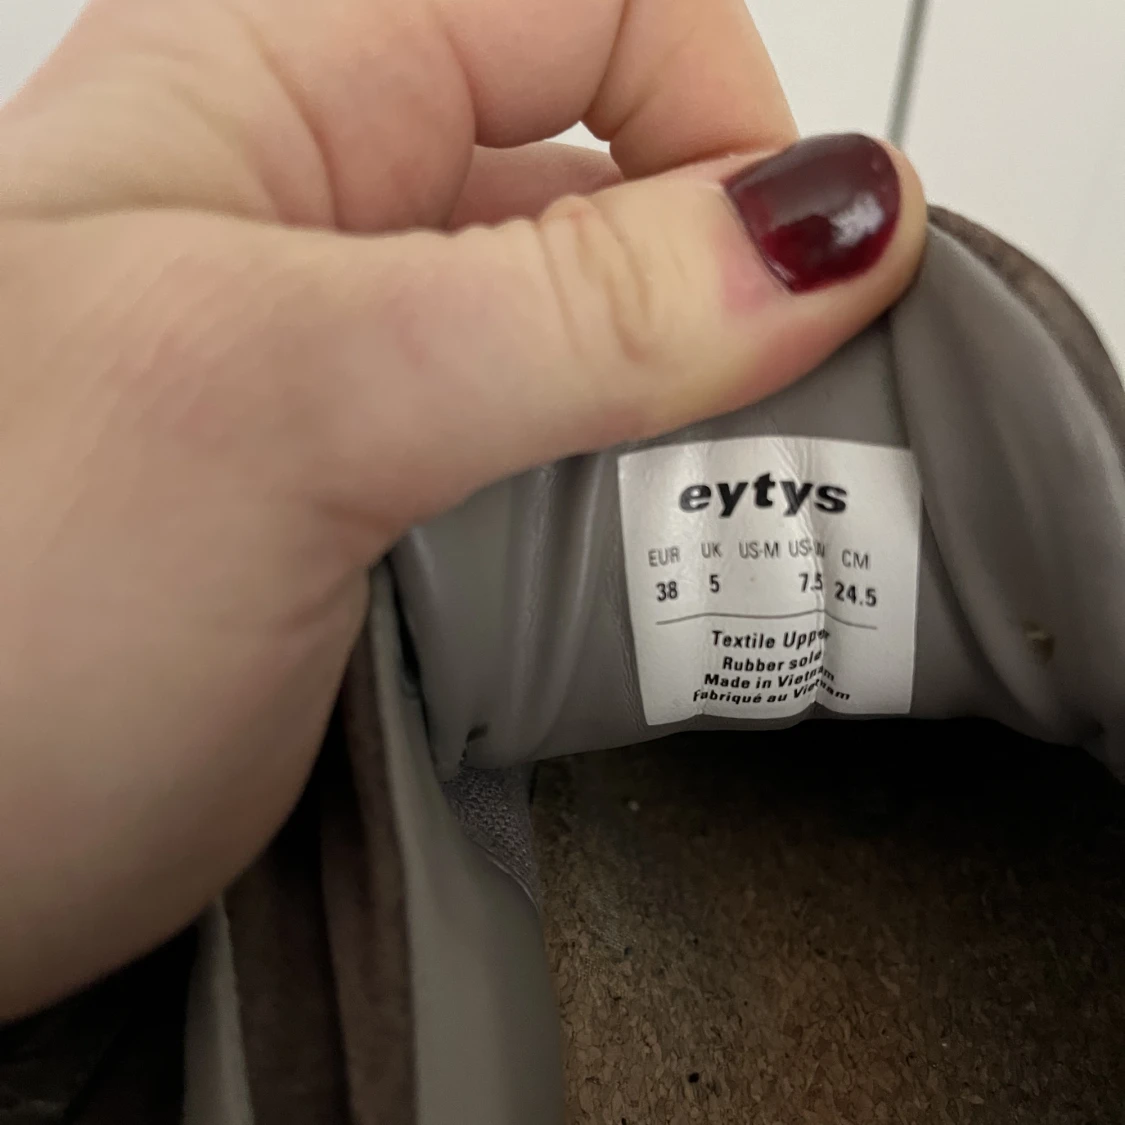 eytys
EUR UK US-M US-W CM
38 5 7.5 24.5
Textile Upper
Rubber sole
Made in Vietnam
Fabriqué au Vietnam